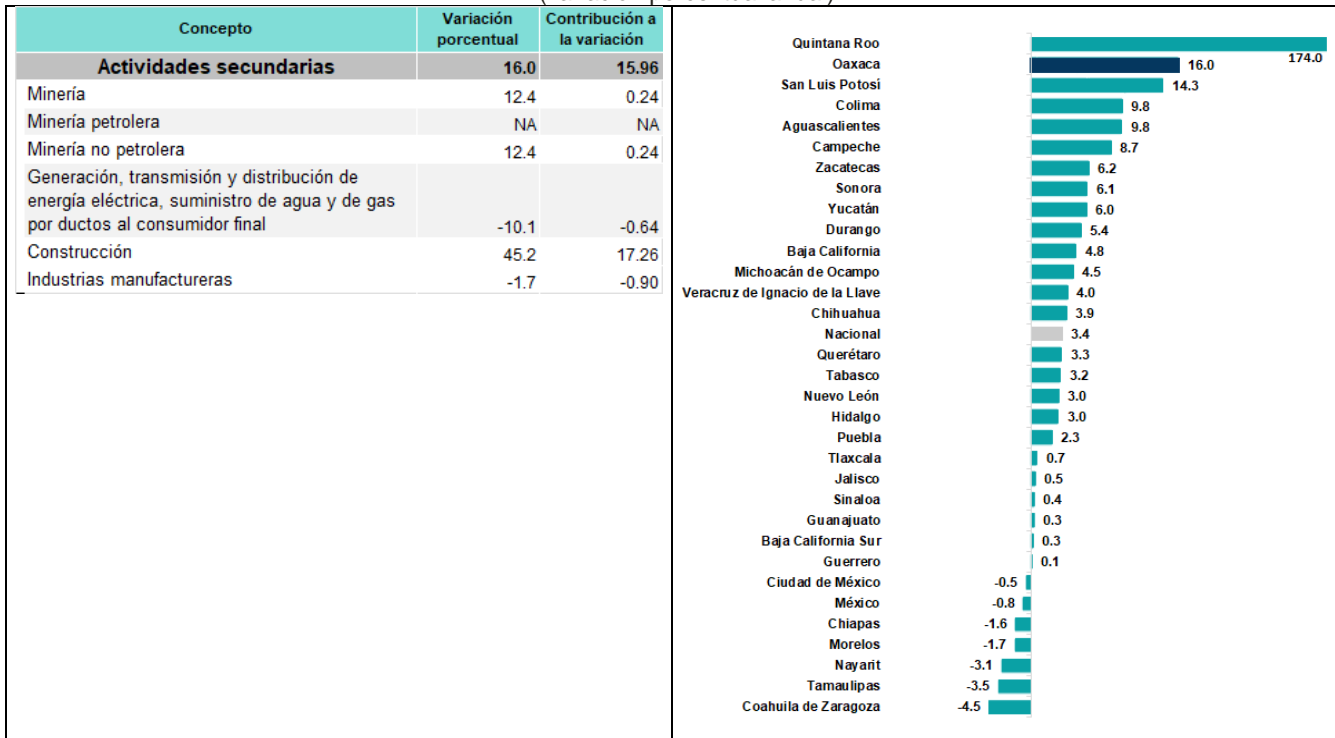 (Variación porcentual anual)
Concepto
Variación porcentual
Contribución a la variación
Actividades secundarias 16.0 15.96
Minería 12.4 0.24
Minería petrolera NA NA
Minería no petrolera 12.4 0.24
Generación, transmisión y distribución de
energía eléctrica, suministro de agua y de gas
por ductos al consumidor final -10.1 -0.64
Construcción 45.2 17.26
Industrias manufactureras -1.7 -0.90
Quintana Roo 174.0
Oaxaca 16.0
San Luis Potosí 14.3
Colima 9.8
Aguascalientes 9.8
Campeche 8.7
Zacatecas 6.2
Sonora 6.1
Yucatán 6.0
Durango 5.4
Baja California 4.8
Michoacán de Ocampo 4.5
Veracruz de Ignacio de la Llave 4.0
Chihuahua 3.9
Nacional 3.4
Querétaro 3.3
Tabasco 3.2
Nuevo León 3.0
Hidalgo 3.0
Puebla 2.3
Tlaxcala 0.7
Jalisco 0.5
Sinaloa 0.4
Guanajuato 0.3
Baja California Sur 0.3
Guerrero 0.1
Ciudad de México -0.5
México -0.8
Chiapas -1.6
Morelos -1.7
Nayarit -3.1
Tamaulipas -3.5
Coahuila de Zaragoza -4.5